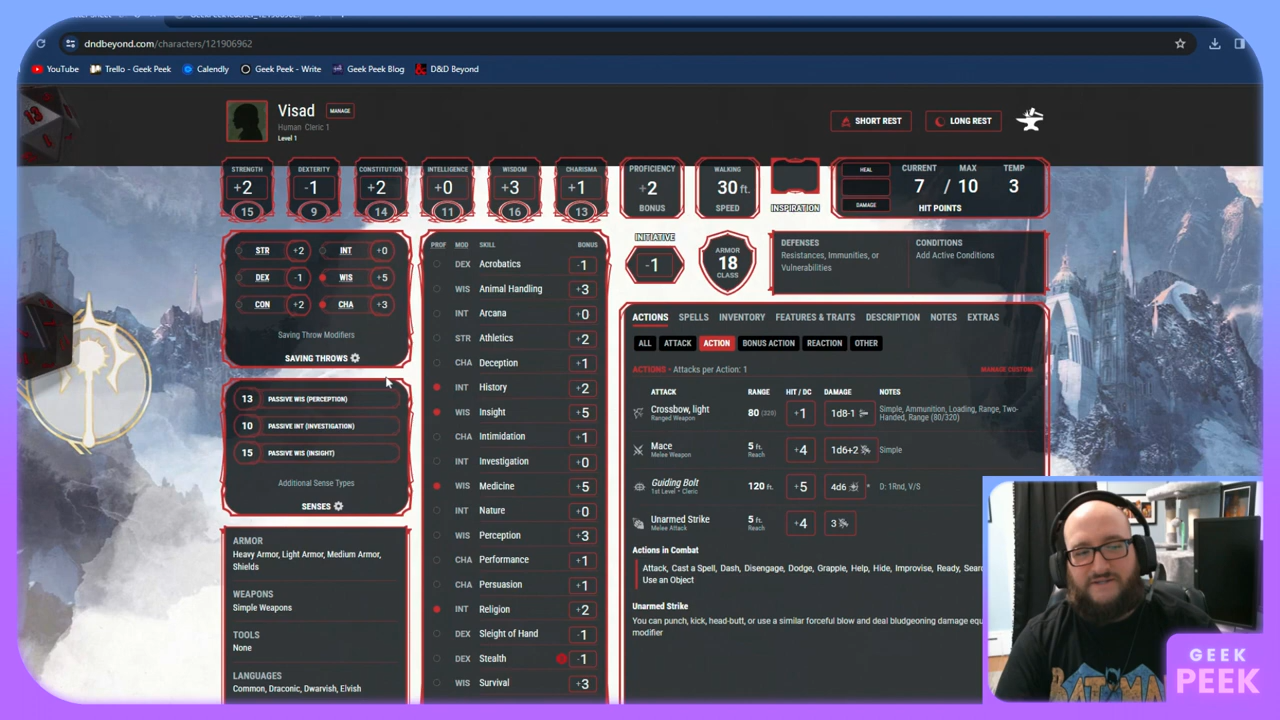 dndbeyond.com/characters/121906962
YouTube
Trello - Geek Peek
Calendly
Geek Peek - Write
Geek Peek Blog
D&D Beyond
Visad
MANAGE
Human Cleric 1
Level 1
SHORT REST
LONG REST
STRENGTH
+2
15
DEXTERITY
-1
9
CONSTITUTION
+2
14
INTELLIGENCE
+0
11
WISDOM
+3
16
CHARISMA
+1
13
PROFICIENCY
+2
BONUS
WALKING
30 ft.
SPEED
INSPIRATION
HEAL
DAMAGE
CURRENT MAX TEMP
7 / 10 3
HIT POINTS
STR +2 INT +0
DEX -1 WIS +5
CON +2 CHA +3
Saving Throw Modifiers
SAVING THROWS
13 PASSIVE WIS (PERCEPTION)
10 PASSIVE INT (INVESTIGATION)
15 PASSIVE WIS (INSIGHT)
Additional Sense Types
SENSES
ARMOR
Heavy Armor, Light Armor, Medium Armor,
Shields
WEAPONS
Simple Weapons
TOOLS
None
LANGUAGES
Common, Draconic, Dwarvish, Elvish
PROF MOD SKILL BONUS
DEX Acrobatics -1
WIS Animal Handling +3
INT Arcana +0
STR Athletics +2
CHA Deception +1
INT History +2
WIS Insight +5
CHA Intimidation +1
INT Investigation +0
WIS Medicine +5
INT Nature +0
WIS Perception +3
CHA Performance +1
CHA Persuasion +1
INT Religion +2
DEX Sleight of Hand -1
DEX Stealth -1
WIS Survival +3
INITIATIVE
-1
ARMOR
18
CLASS
DEFENSES
Resistances, Immunities, or
Vulnerabilities
CONDITIONS
Add Active Conditions
ACTIONS SPELLS INVENTORY FEATURES & TRAITS DESCRIPTION NOTES EXTRAS
ALL ATTACK ACTION BONUS ACTION REACTION OTHER
ACTIONS • Attacks per Action: 1
MANAGE CUSTOM
ATTACK RANGE HIT / DC DAMAGE NOTES
Crossbow, light 80 (320) +1 1d8-1 Simple, Ammunition, Loading, Range, Two-
Ranged Weapon Handed, Range (80/320)
Mace 5 ft. +4 1d6+2 Simple
Melee Weapon Reach
Guiding Bolt 120 ft. +5 4d6 * D: 1Rnd, V/S
1st Level • Cleric
Unarmed Strike 5 ft. +4 3
Melee Attack Reach
Actions in Combat
Attack, Cast a Spell, Dash, Disengage, Dodge, Grapple, Help, Hide, Improvise, Ready, Sear
Use an Object
Unarmed Strike
You can punch, kick, head-butt, or use a similar forceful blow and deal bludgeoning damage equ
modifier
BATMA
GEEK
PEEK